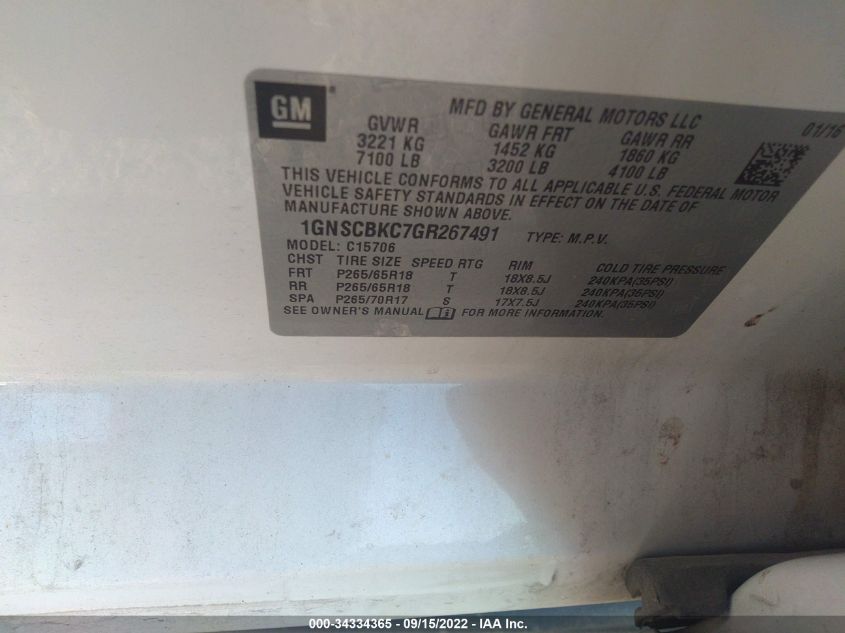 GM
MFD BY GENERAL MOTORS LLC
01/16
GVWR GAWR FRT GAWR RR
3221 KG 1452 KG 1860 KG
7100 LB 3200 LB 4100 LB
THIS VEHICLE CONFORMS TO ALL APPLICABLE U.S. FEDERAL MOTOR
VEHICLE SAFETY STANDARDS IN EFFECT ON THE DATE OF
MANUFACTURE SHOWN ABOVE.
1GNSCBKC7GR267491 TYPE: M.P.V.
MODEL: C15706
CHST TIRE SIZE SPEED RTG RIM COLD TIRE PRESSURE
FRT P265/65R18 T 18X8.5J 240KPA(35PSI)
RR P265/65R18 T 18X8.5J 240KPA(35PSI)
SPA P265/70R17 S 17X7.5J 240KPA(35PSI)
SEE OWNER'S MANUAL FOR MORE INFORMATION.
000-34334365 - 09/15/2022 - IAA Inc.